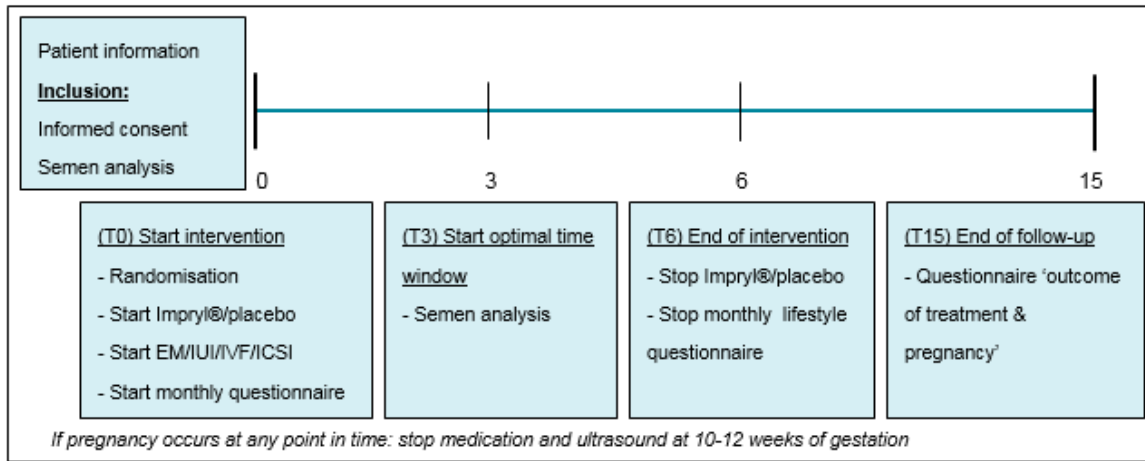 Patient information
Inclusion:
Informed consent
Semen analysis
0
3
6
15
(T0) Start intervention
- Randomisation
- Start Impryl®/placebo
- Start EM/IUI/IVF/ICSI
- Start monthly questionnaire
(T3) Start optimal time
window
- Semen analysis
(T6) End of intervention
- Stop Impryl®/placebo
- Stop monthly lifestyle
questionnaire
(T15) End of follow-up
- Questionnaire 'outcome
of treatment &
pregnancy'
If pregnancy occurs at any point in time: stop medication and ultrasound at 10-12 weeks of gestation